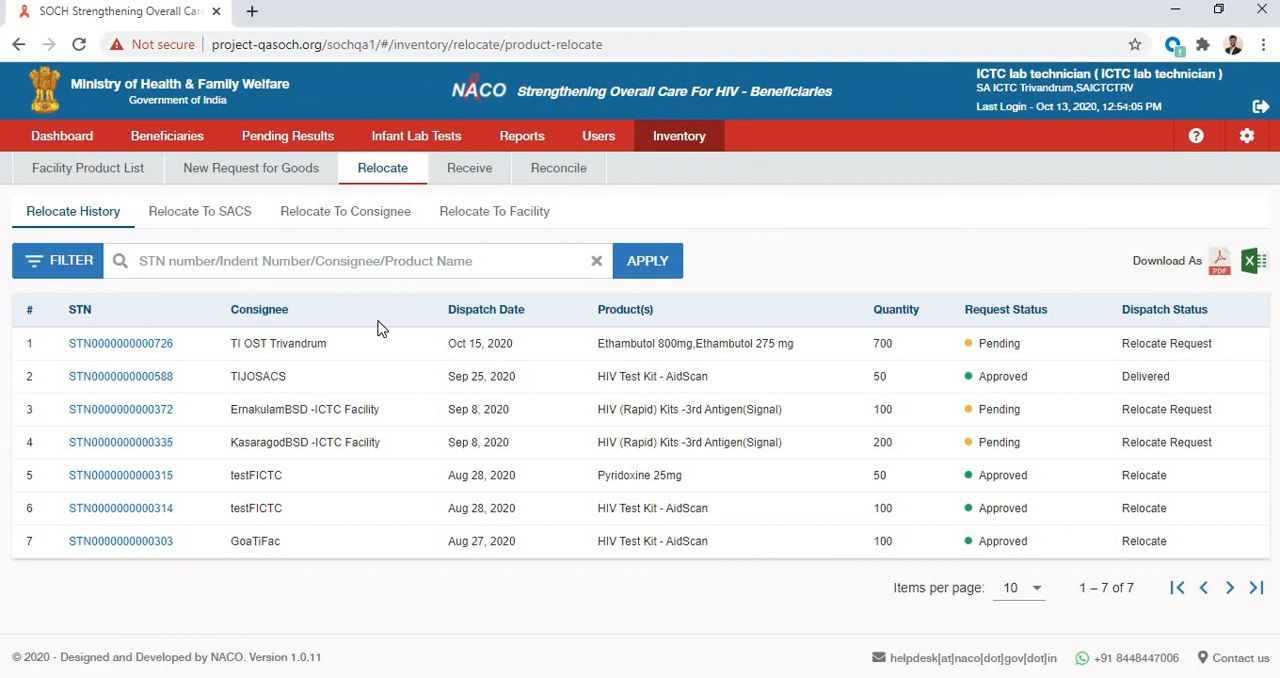 SOCH Strengthening Overall Car
Not secure project-qasoch.org/sochqa1/#/inventory/relocate/product-relocate
Ministry of Health & Family Welfare
Government of India
NACO Strengthening Overall Care For HIV - Beneficiaries
ICTC lab technician ( ICTC lab technician )
SA ICTC Trivandrum,SAICTCTRV
Last Login - Oct 13, 2020, 12:54:05 PM
Dashboard Beneficiaries Pending Results Infant Lab Tests Reports Users Inventory
Facility Product List New Request for Goods Relocate Receive Reconcile
Relocate History Relocate To SACS Relocate To Consignee Relocate To Facility
FILTER STN number/Indent Number/Consignee/Product Name APPLY Download As PDF
# STN Consignee Dispatch Date Product(s) Quantity Request Status Dispatch Status
1 STN0000000000726 TI OST Trivandrum Oct 15, 2020 Ethambutol 800mg,Ethambutol 275 mg 700 Pending Relocate Request
2 STN0000000000588 TIJOSACS Sep 25, 2020 HIV Test Kit - AidScan 50 Approved Delivered
3 STN0000000000372 ErnakulamBSD -ICTC Facility Sep 8, 2020 HIV (Rapid) Kits -3rd Antigen(Signal) 100 Pending Relocate Request
4 STN0000000000335 KasaragodBSD -ICTC Facility Sep 8, 2020 HIV (Rapid) Kits -3rd Antigen(Signal) 200 Pending Relocate Request
5 STN0000000000315 testFICTC Aug 28, 2020 Pyridoxine 25mg 50 Approved Relocate
6 STN0000000000314 testFICTC Aug 28, 2020 HIV Test Kit - AidScan 100 Approved Relocate
7 STN0000000000303 GoaTiFac Aug 27, 2020 HIV Test Kit - AidScan 100 Approved Relocate
Items per page: 10 1 – 7 of 7
© 2020 - Designed and Developed by NACO. Version 1.0.11 helpdesk[at]naco[dot]gov[dot]in +91 8448447006 Contact us